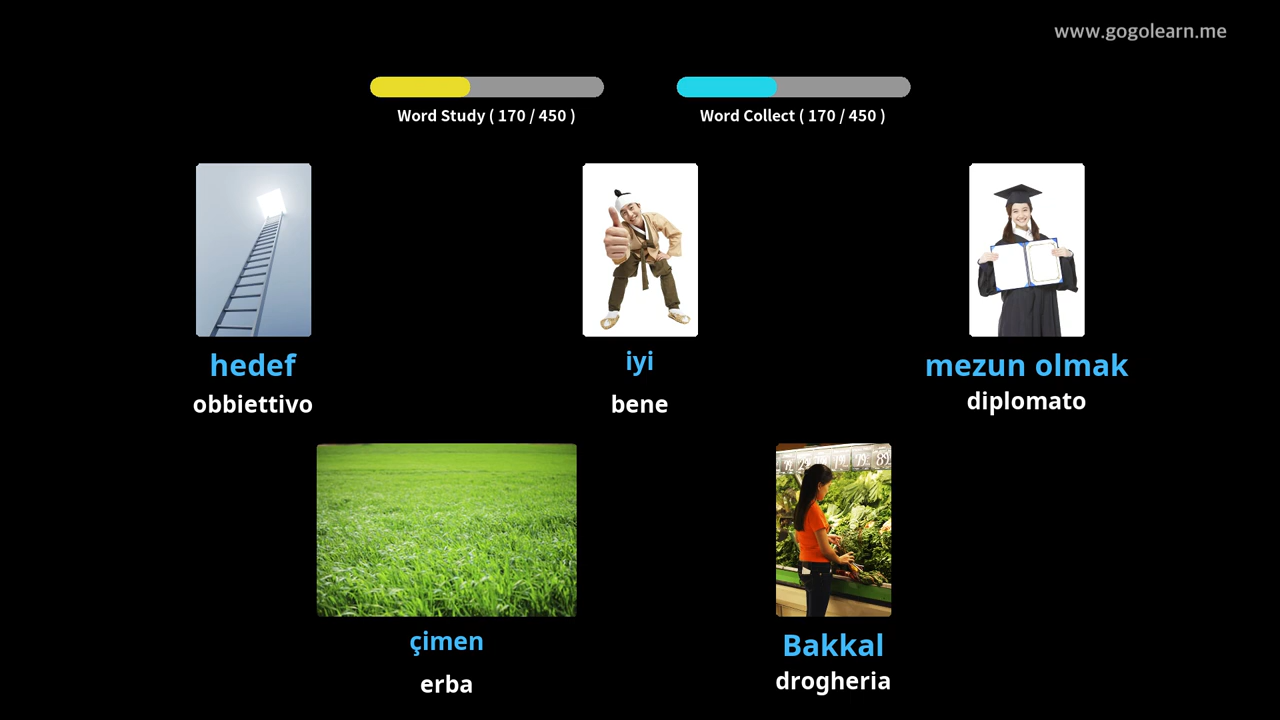 www.gogolearn.me
Word Study ( 170 / 450 )
Word Collect ( 170 / 450 )
hedef
obbiettivo
iyi
bene
mezun olmak
diplomato
çimen
erba
Bakkal
drogheria